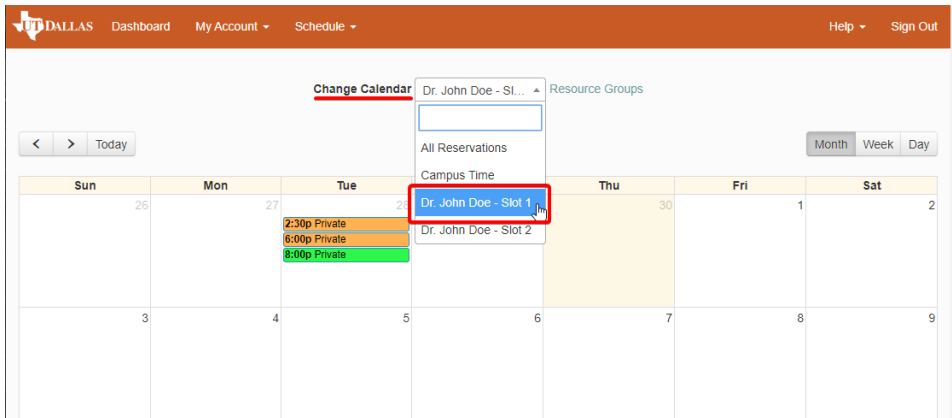 UT DALLAS Dashboard My Account Schedule Help Sign Out
Change Calendar Dr. John Doe - Sl... Resource Groups
All Reservations
Campus Time
Dr. John Doe - Slot 1
Dr. John Doe - Slot 2
Today Month Week Day
Sun Mon Tue Thu Fri Sat
26 27 28 30 1 2
2:30p Private
6:00p Private
8:00p Private
3 4 5 6 7 8 9